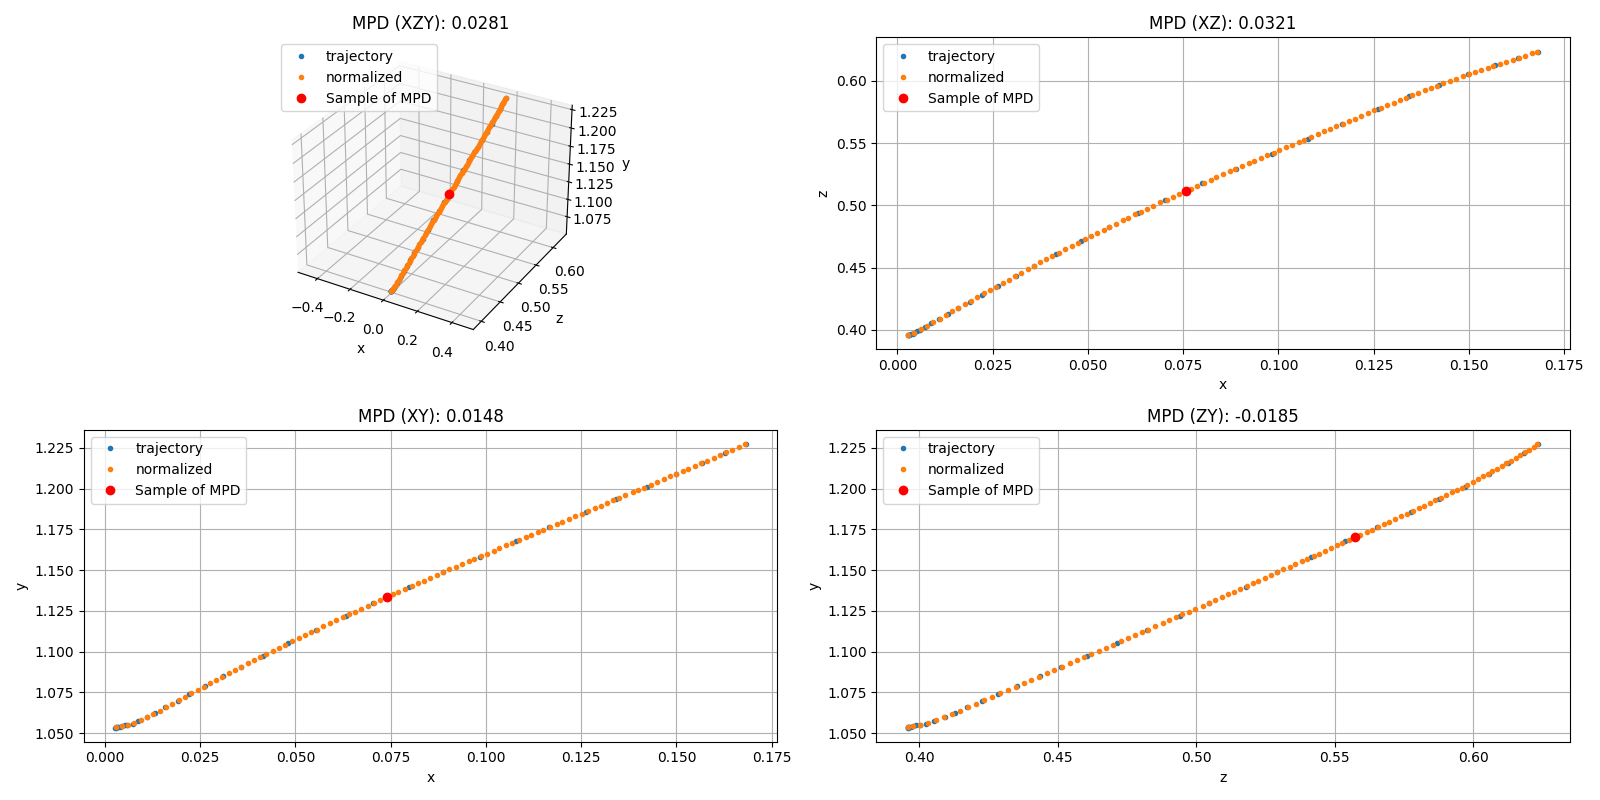 MPD (XZY): 0.0281
trajectory
normalized
Sample of MPD
1.225
1.200
1.175
1.150
1.125
1.100
1.075
y
0.60
0.55
0.50
0.45
0.40
z
−0.4
−0.2
0.0
0.2
0.4
x
MPD (XZ): 0.0321
trajectory
normalized
Sample of MPD
0.60
0.55
0.50
0.45
0.40
z
0.000 0.025 0.050 0.075 0.100 0.125 0.150 0.175
x
MPD (XY): 0.0148
trajectory
normalized
Sample of MPD
1.225
1.200
1.175
1.150
1.125
1.100
1.075
1.050
y
0.000 0.025 0.050 0.075 0.100 0.125 0.150 0.175
x
MPD (ZY): -0.0185
trajectory
normalized
Sample of MPD
1.225
1.200
1.175
1.150
1.125
1.100
1.075
1.050
y
0.40 0.45 0.50 0.55 0.60
z